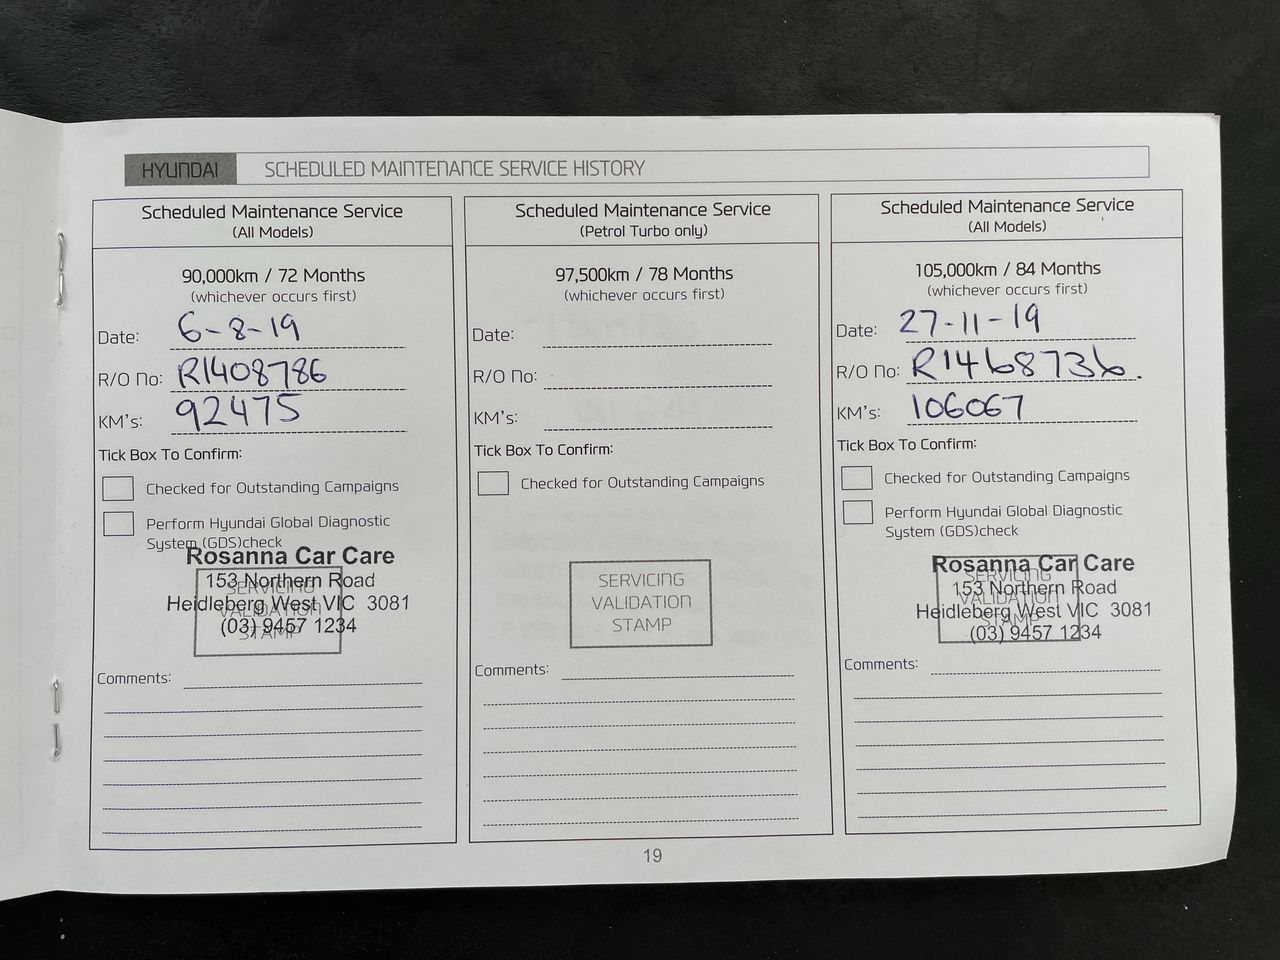 HYUNDAI SCHEDULED MAINTENANCE SERVICE HISTORY
Scheduled Maintenance Service
(All Models)
90,000km / 72 Months
(whichever occurs first)
Date: 6-8-19
R/O No: R1408786
KM's: 92475
Tick Box To Confirm:
Checked for Outstanding Campaigns
Perform Hyundai Global Diagnostic
System (GDS)check
Rosanna Car Care
153 Northern Road
Heidleberg West VIC 3081
(03) 9457 1234
SERVICING
VALIDATION
STAMP
Comments:
Scheduled Maintenance Service
(Petrol Turbo only)
97,500km / 78 Months
(whichever occurs first)
Date:
R/O No:
KM's:
Tick Box To Confirm:
Checked for Outstanding Campaigns
SERVICING
VALIDATION
STAMP
Comments:
Scheduled Maintenance Service
(All Models)
105,000km / 84 Months
(whichever occurs first)
Date: 27-11-19
R/O No: R1468736.
KM's: 106067
Tick Box To Confirm:
Checked for Outstanding Campaigns
Perform Hyundai Global Diagnostic
System (GDS)check
Rosanna Car Care
153 Northern Road
Heidleberg West VIC 3081
(03) 9457 1234
SERVICING
VALIDATION
STAMP
Comments:
19